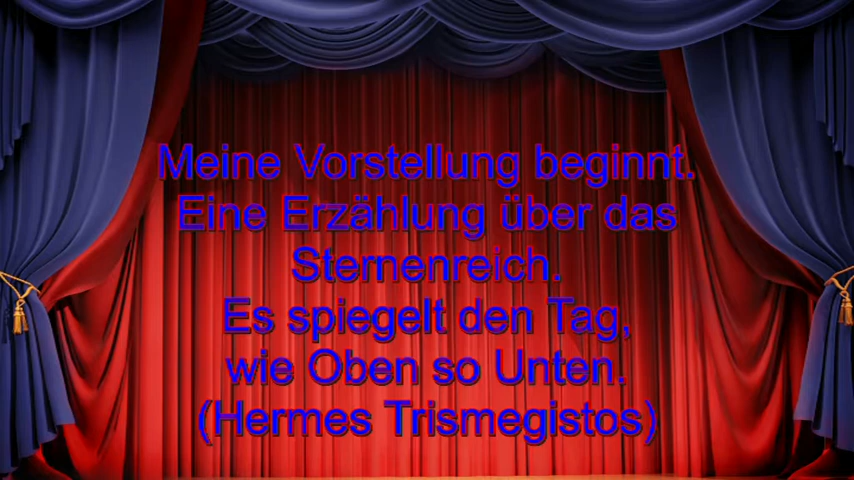 Meine Vorstellung beginnt.
Eine Erzählung über das
Sternenreich.
Es spiegelt den Tag,
wie Oben so Unten.
(Hermes Trismegistos)